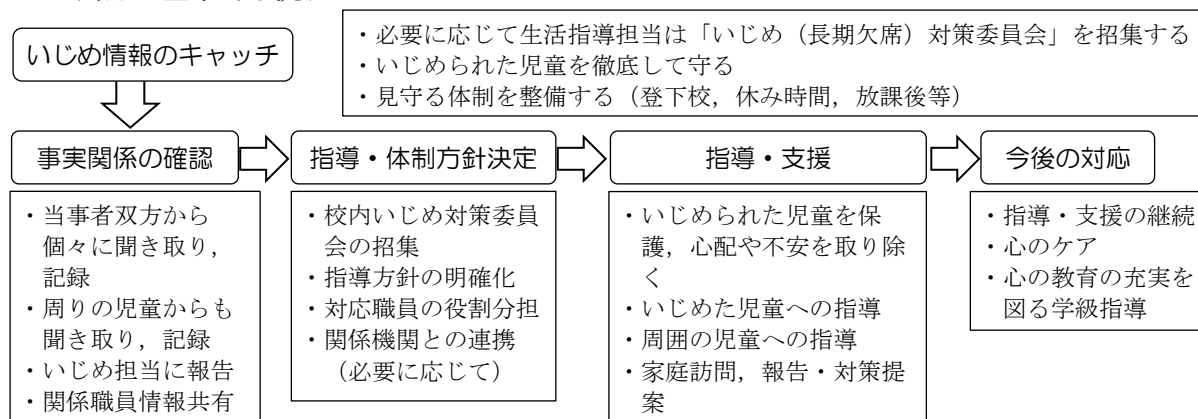 いじめ情報のキャッチ
・必要に応じて生活指導担当は「いじめ（長期欠席）対策委員会」を招集する
・いじめられた児童を徹底して守る
・見守る体制を整備する（登下校，休み時間，放課後等）
事実関係の確認
・当事者双方から
個々に聞き取り，
記録
・周りの児童からも
聞き取り，記録
・いじめ担当に報告
・関係職員情報共有
指導・体制方針決定
・校内いじめ対策委員
会の招集
・指導方針の明確化
・対応職員の役割分担
・関係機関との連携
（必要に応じて）
指導・支援
・いじめられた児童を保
護，心配や不安を取り除
く
・いじめた児童への指導
・周囲の児童への指導
・家庭訪問，報告・対策提
案
今後の対応
・指導・支援の継続
・心のケア
・心の教育の充実を
図る学級指導